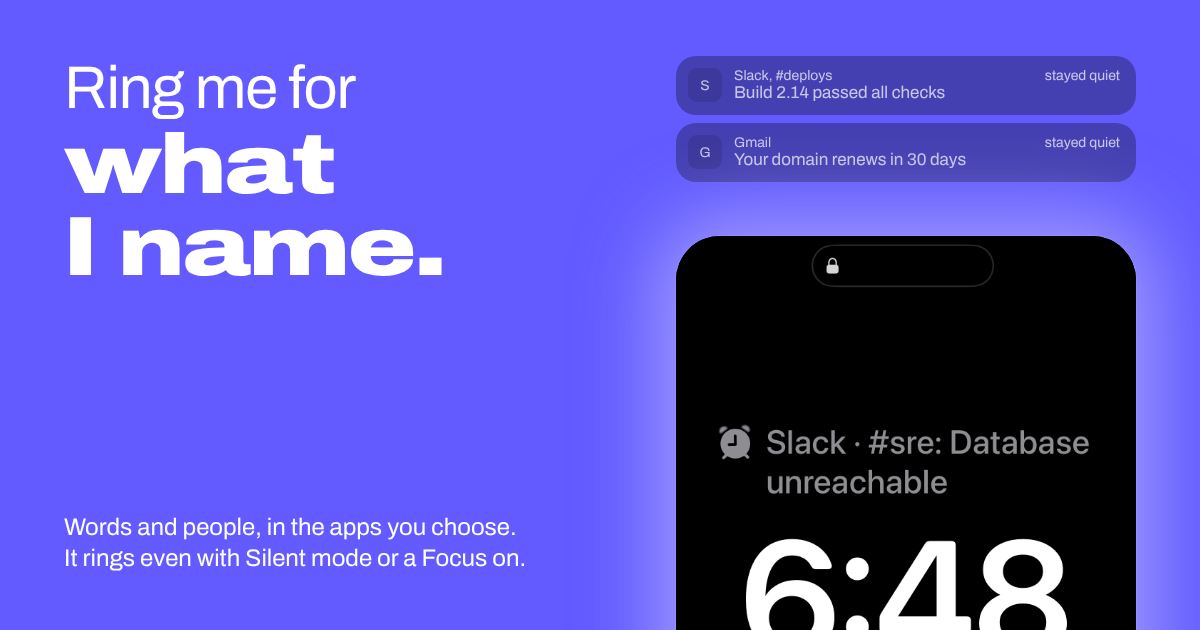 Ring me for
what
I name.
Words and people, in the apps you choose.
It rings even with Silent mode or a Focus on.
S
Slack, #deploys
stayed quiet
Build 2.14 passed all checks
G
Gmail
stayed quiet
Your domain renews in 30 days
Slack · #sre: Database
unreachable
6:48